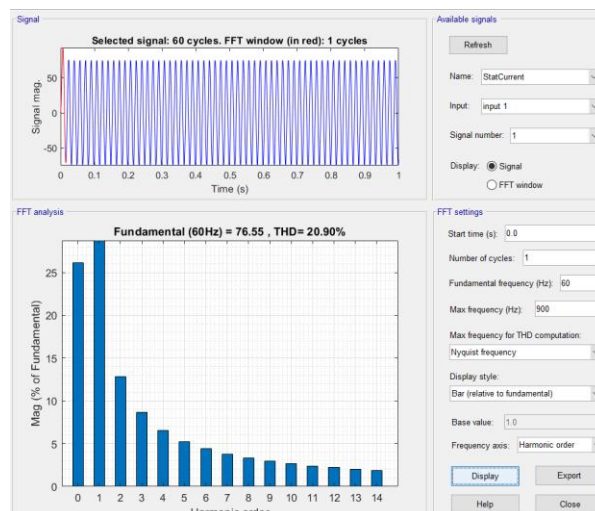 Signal
Selected signal: 60 cycles. FFT window (in red): 1 cycles
Signal mag.
50
0
-50
0 0.1 0.2 0.3 0.4 0.5 0.6 0.7 0.8 0.9 1
Time (s)
FFT analysis
Fundamental (60Hz) = 76.55 , THD= 20.90%
Mag (% of Fundamental)
25
20
15
10
5
0
0 1 2 3 4 5 6 7 8 9 10 11 12 13 14
Harmonic order
Available signals
Refresh
Name: StatCurrent
Input: input 1
Signal number: 1
Display: Signal
FFT window
FFT settings
Start time (s): 0.0
Number of cycles: 1
Fundamental frequency (Hz): 60
Max frequency (Hz): 900
Max frequency for THD computation:
Nyquist frequency
Display style:
Bar (relative to fundamental)
Base value: 1.0
Frequency axis: Harmonic order
Display Export
Help Close